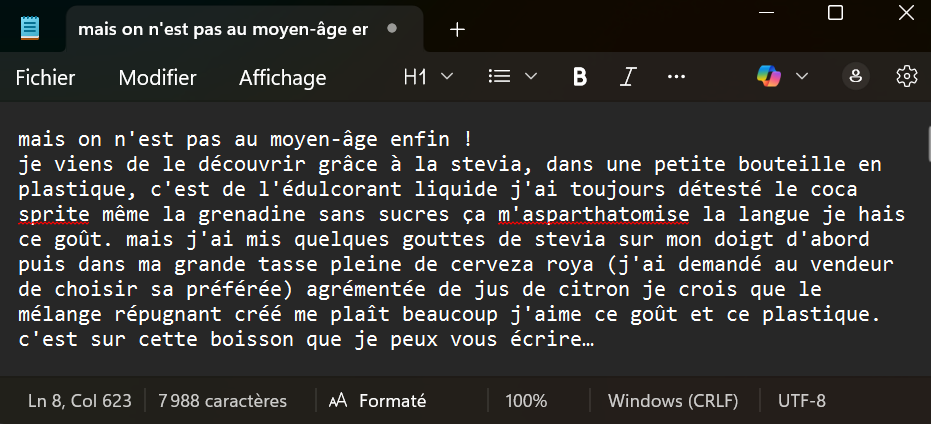 mais on n'est pas au moyen-âge er
Fichier Modifier Affichage H1 B I ...
mais on n'est pas au moyen-âge enfin !
je viens de le découvrir grâce à la stevia, dans une petite bouteille en
plastique, c'est de l'édulcorant liquide j'ai toujours détesté le coca
sprite même la grenadine sans sucres ça m'asparthatomise la langue je hais
ce goût. mais j'ai mis quelques gouttes de stevia sur mon doigt d'abord
puis dans ma grande tasse pleine de cerveza roya (j'ai demandé au vendeur
de choisir sa préférée) agrémentée de jus de citron je crois que le
mélange répugnant créé me plaît beaucoup j'aime ce goût et ce plastique.
c'est sur cette boisson que je peux vous écrire…
Ln 8, Col 623 7 988 caractères AA Formaté 100% Windows (CRLF) UTF-8